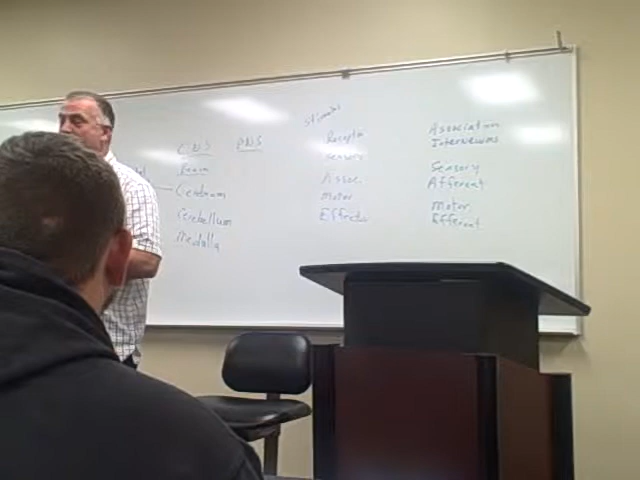 CNS PNS
Brain
Cerebrum
Cerebellum
Medulla
Stimulus
Receptor
Sensory
Assoc.
Motor
Effector
Association
Interneurons
Sensory
Afferent
Motor
Efferent